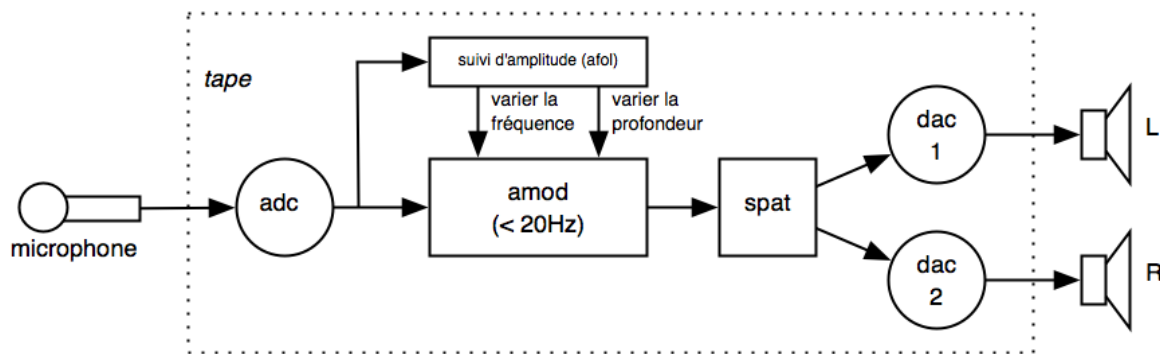 tape
suivi d'amplitude (afol)
varier la
fréquence
varier la
profondeur
microphone
adc
amod
(< 20Hz)
spat
dac
1
dac
2
L
R